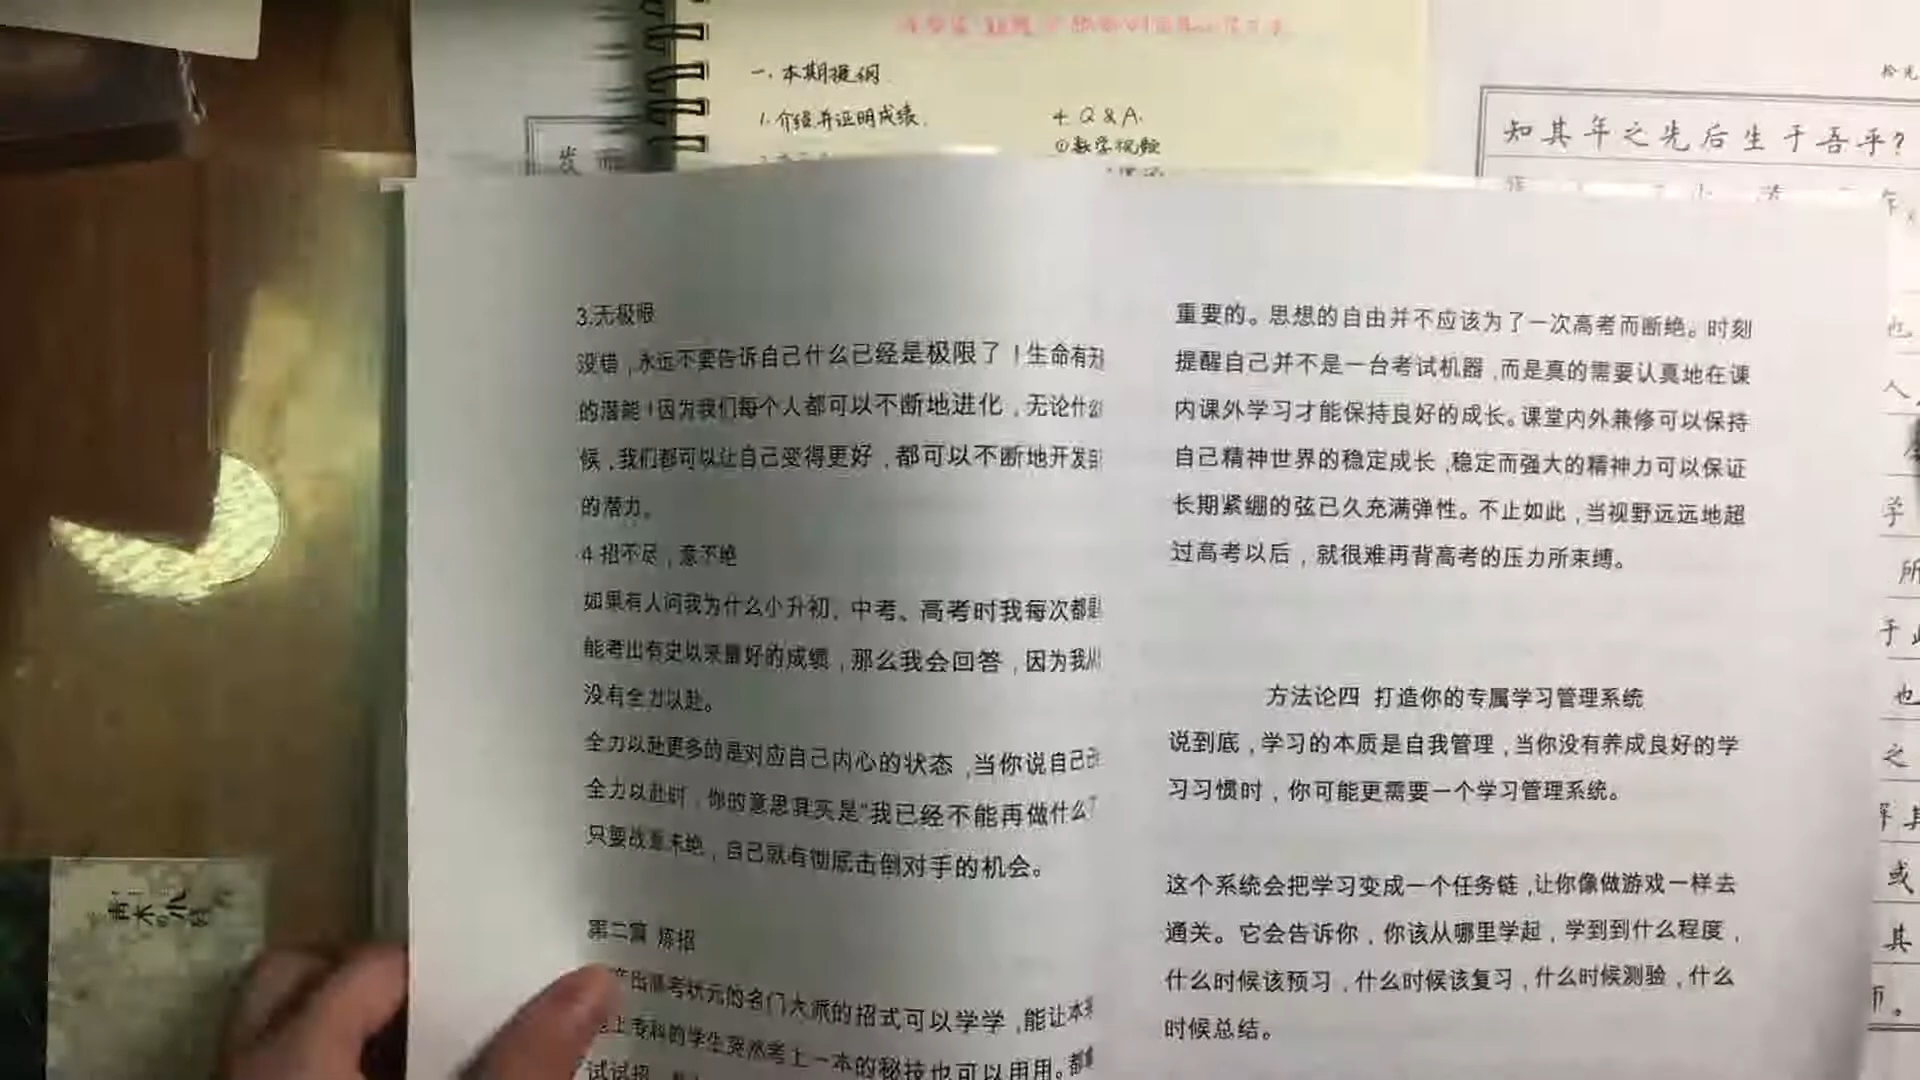 一、本期提纲
1.介绍并证明成绩.
4. Q & A.
①数学视频
知其年之先后生于吾乎?
3.无极限
没错，永远不要告诉自己什么已经是极限了！生命有
的潜能！因为我们每个人都可以不断地进化，无论什么
候，我们都可以让自己变得更好，都可以不断地开发
的潜力。
4 招不尽，意不绝
如果有人问我为什么小升初、中考、高考时我每次都
能考出有史以来最好的成绩，那么我会回答，因为我从
没有全力以赴。
全力以赴更多的是对应自己内心的状态，当你说自己
全力以赴时，你的意思其实是“我已经不能再做什么了
只要战意未绝，自己就有彻底击倒对手的机会。
第二篇 炼招
出高考状元的名门大派的招式可以学学，能让本来
上专科的学生突然考上一本的秘技也可以用用。都
试试招
重要的。思想的自由并不应该为了一次高考而断绝。时刻
提醒自己并不是一台考试机器，而是真的需要认真地在课
内课外学习才能保持良好的成长。课堂内外兼修可以保持
自己精神世界的稳定成长，稳定而强大的精神力可以保证
长期紧绷的弦已久充满弹性。不止如此，当视野远远地超
过高考以后，就很难再背高考的压力所束缚。
方法论四 打造你的专属学习管理系统
说到底，学习的本质是自我管理，当你没有养成良好的学
习习惯时，你可能更需要一个学习管理系统。
这个系统会把学习变成一个任务链，让你像做游戏一样去
通关。它会告诉你，你该从哪里学起，学到到什么程度，
什么时候该预习，什么时候该复习，什么时候测验，什么
时候总结。
也
人
学
所
于
也
之
或
其